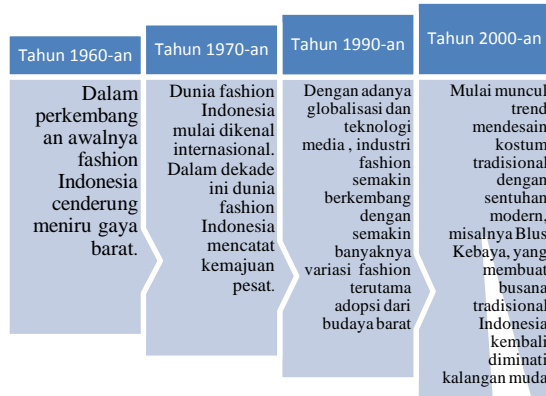 Tahun 1960-an
Dalam
perkembang
an awalnya
fashion
Indonesia
cenderung
meniru gaya
barat.
Tahun 1970-an
Dunia fashion
Indonesia
mulai dikenal
internasional.
Dalam dekade
ini dunia
fashion
Indonesia
mencatat
kemajuan
pesat.
Tahun 1990-an
Dengan adanya
globalisasi dan
teknologi
media , industri
fashion
semakin
berkembang
dengan
semakin
banyaknya
variasi fashion
terutama
adopsi dari
budaya barat
Tahun 2000-an
Mulai muncul
trend
mendesain
kostum
tradisional
dengan
sentuhan
modern,
misalnya Blus
Kebaya, yang
membuat
busana
tradisional
Indonesia
kembali
diminati
kalangan muda